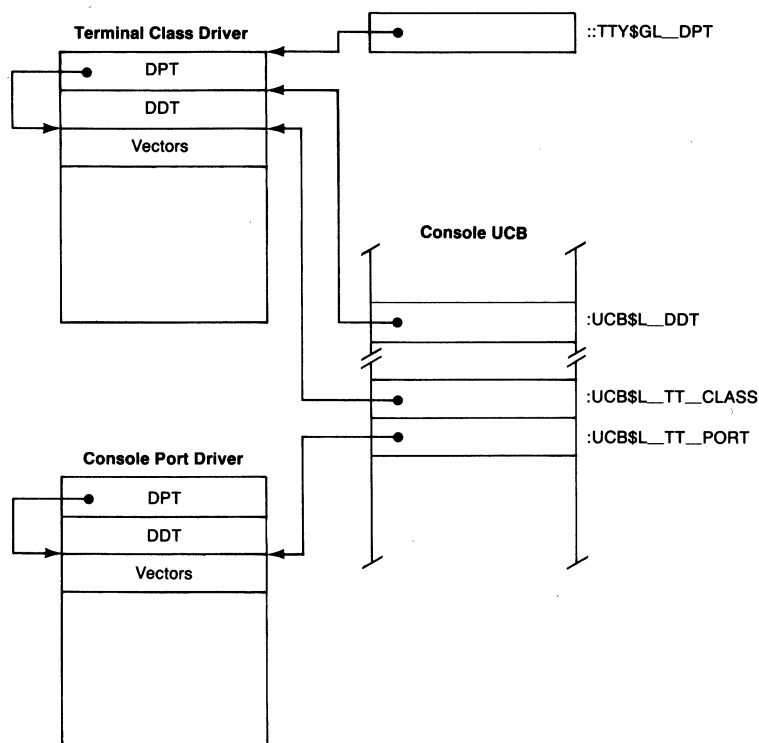 Terminal Class Driver
::TTY$GL__DPT
DPT
DDT
Vectors
Console UCB
:UCB$L__DDT
:UCB$L__TT__CLASS
:UCB$L__TT__PORT
Console Port Driver
DPT
DDT
Vectors